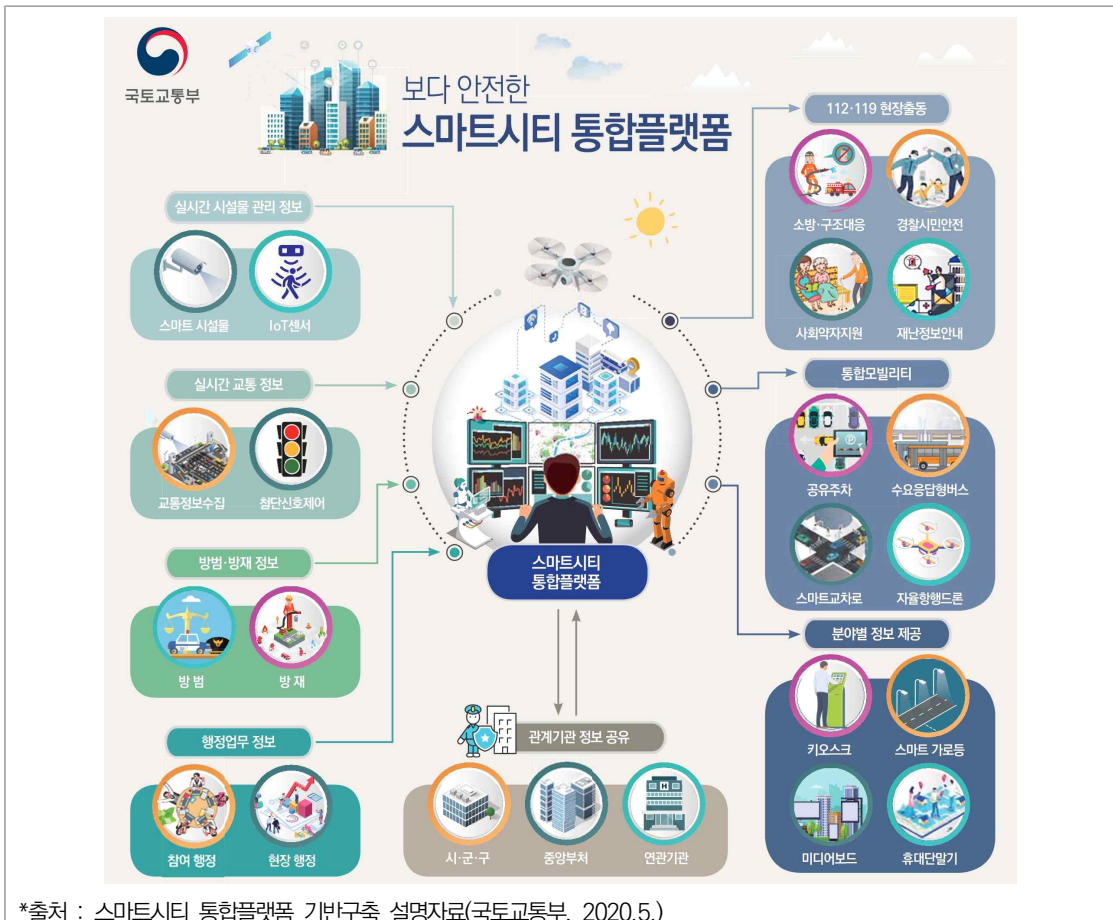 국토교통부
보다 안전한
스마트시티 통합플랫폼
실시간 시설물 관리 정보
스마트 시설물
IoT센서
실시간 교통 정보
교통정보수집
첨단신호제어
방범·방재 정보
방 범
방 재
행정업무 정보
참여 행정
현장 행정
스마트시티
통합플랫폼
관계기관 정보 공유
시·군·구
중앙부처
연관기관
112·119 현장출동
소방·구조대응
경찰시민안전
사회약자지원
재난정보안내
통합모빌리티
공유주차
수요응답형버스
스마트교차로
자율항행드론
분야별 정보 제공
키오스크
스마트 가로등
미디어보드
휴대단말기
*출처 : 스마트시티 통합플랫폼 기반구축 설명자료(국토교통부, 2020.5.)